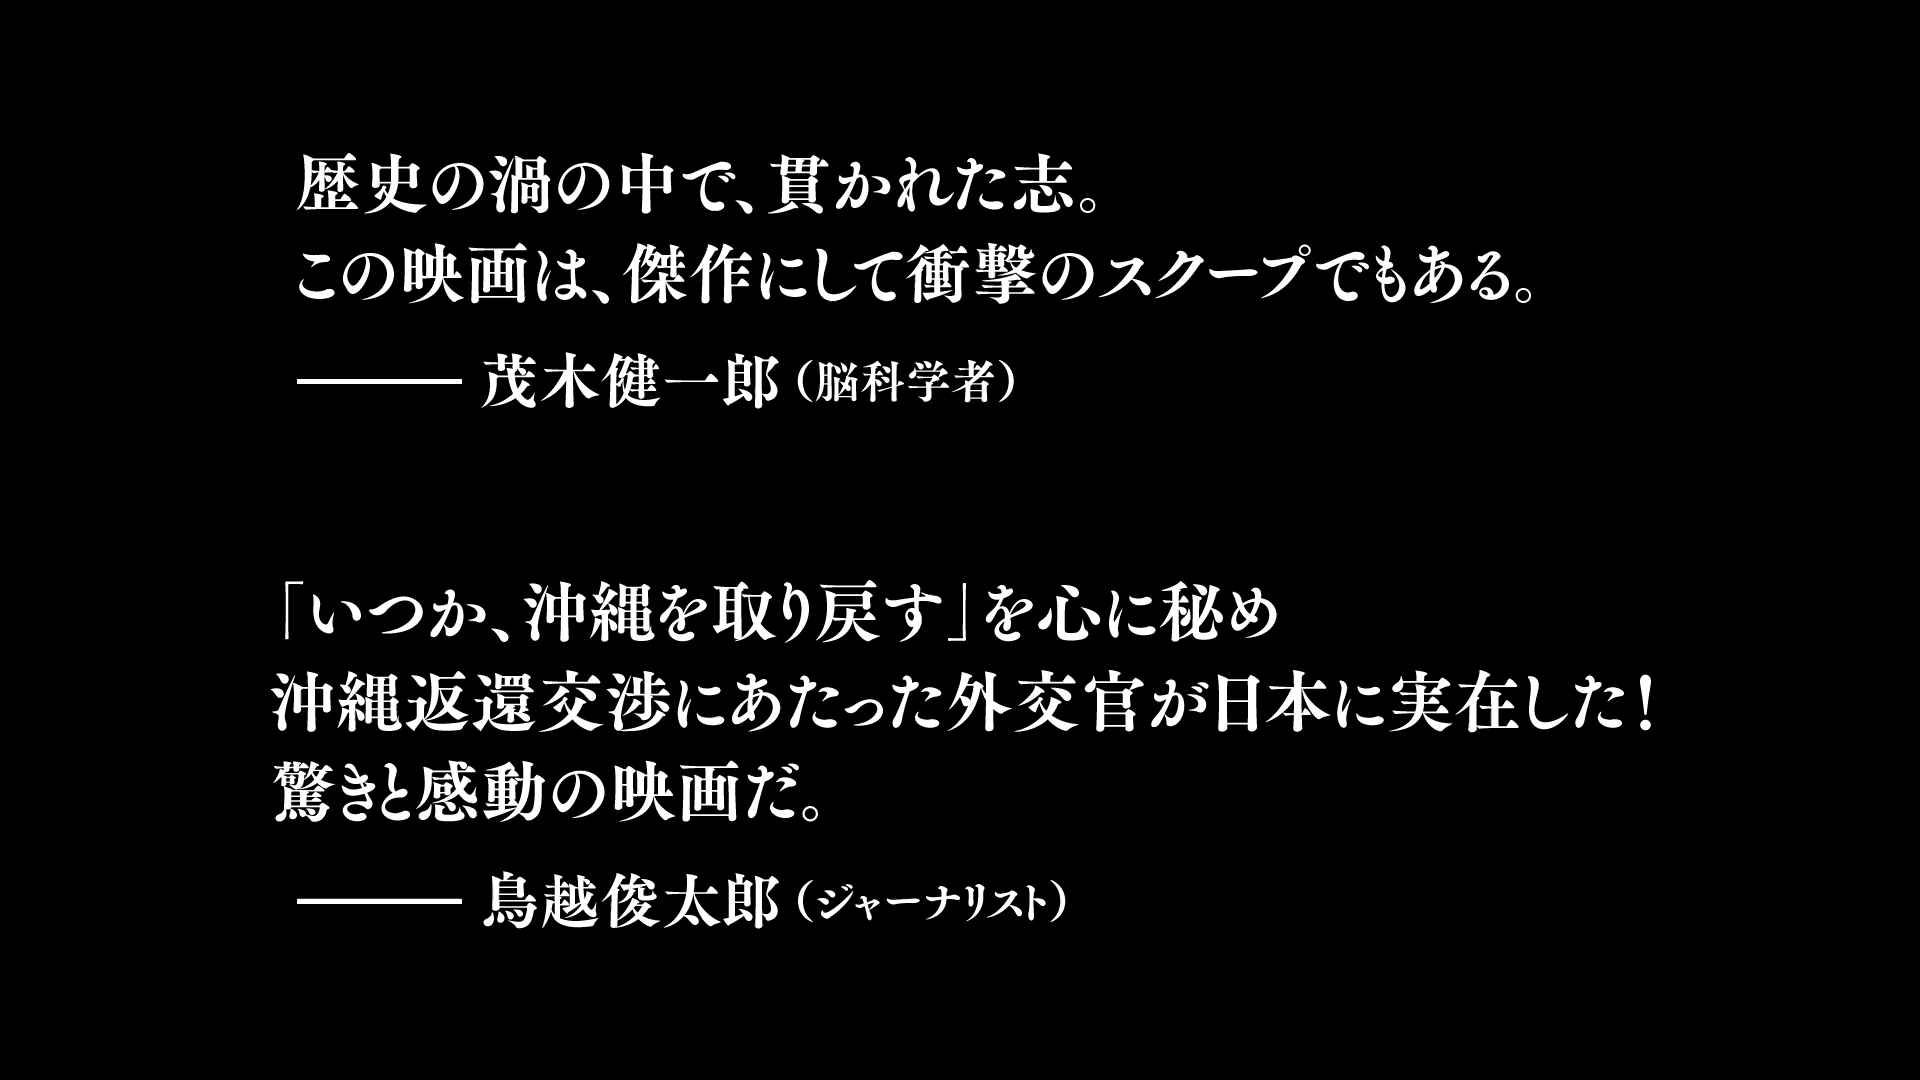 歴史の渦の中で、貫かれた志。
この映画は、傑作にして衝撃のスクープでもある。
――― 茂木健一郎（脳科学者）
「いつか、沖縄を取り戻す」を心に秘め
沖縄返還交渉にあたった外交官が日本に実在した！
驚きと感動の映画だ。
――― 鳥越俊太郎（ジャーナリスト）